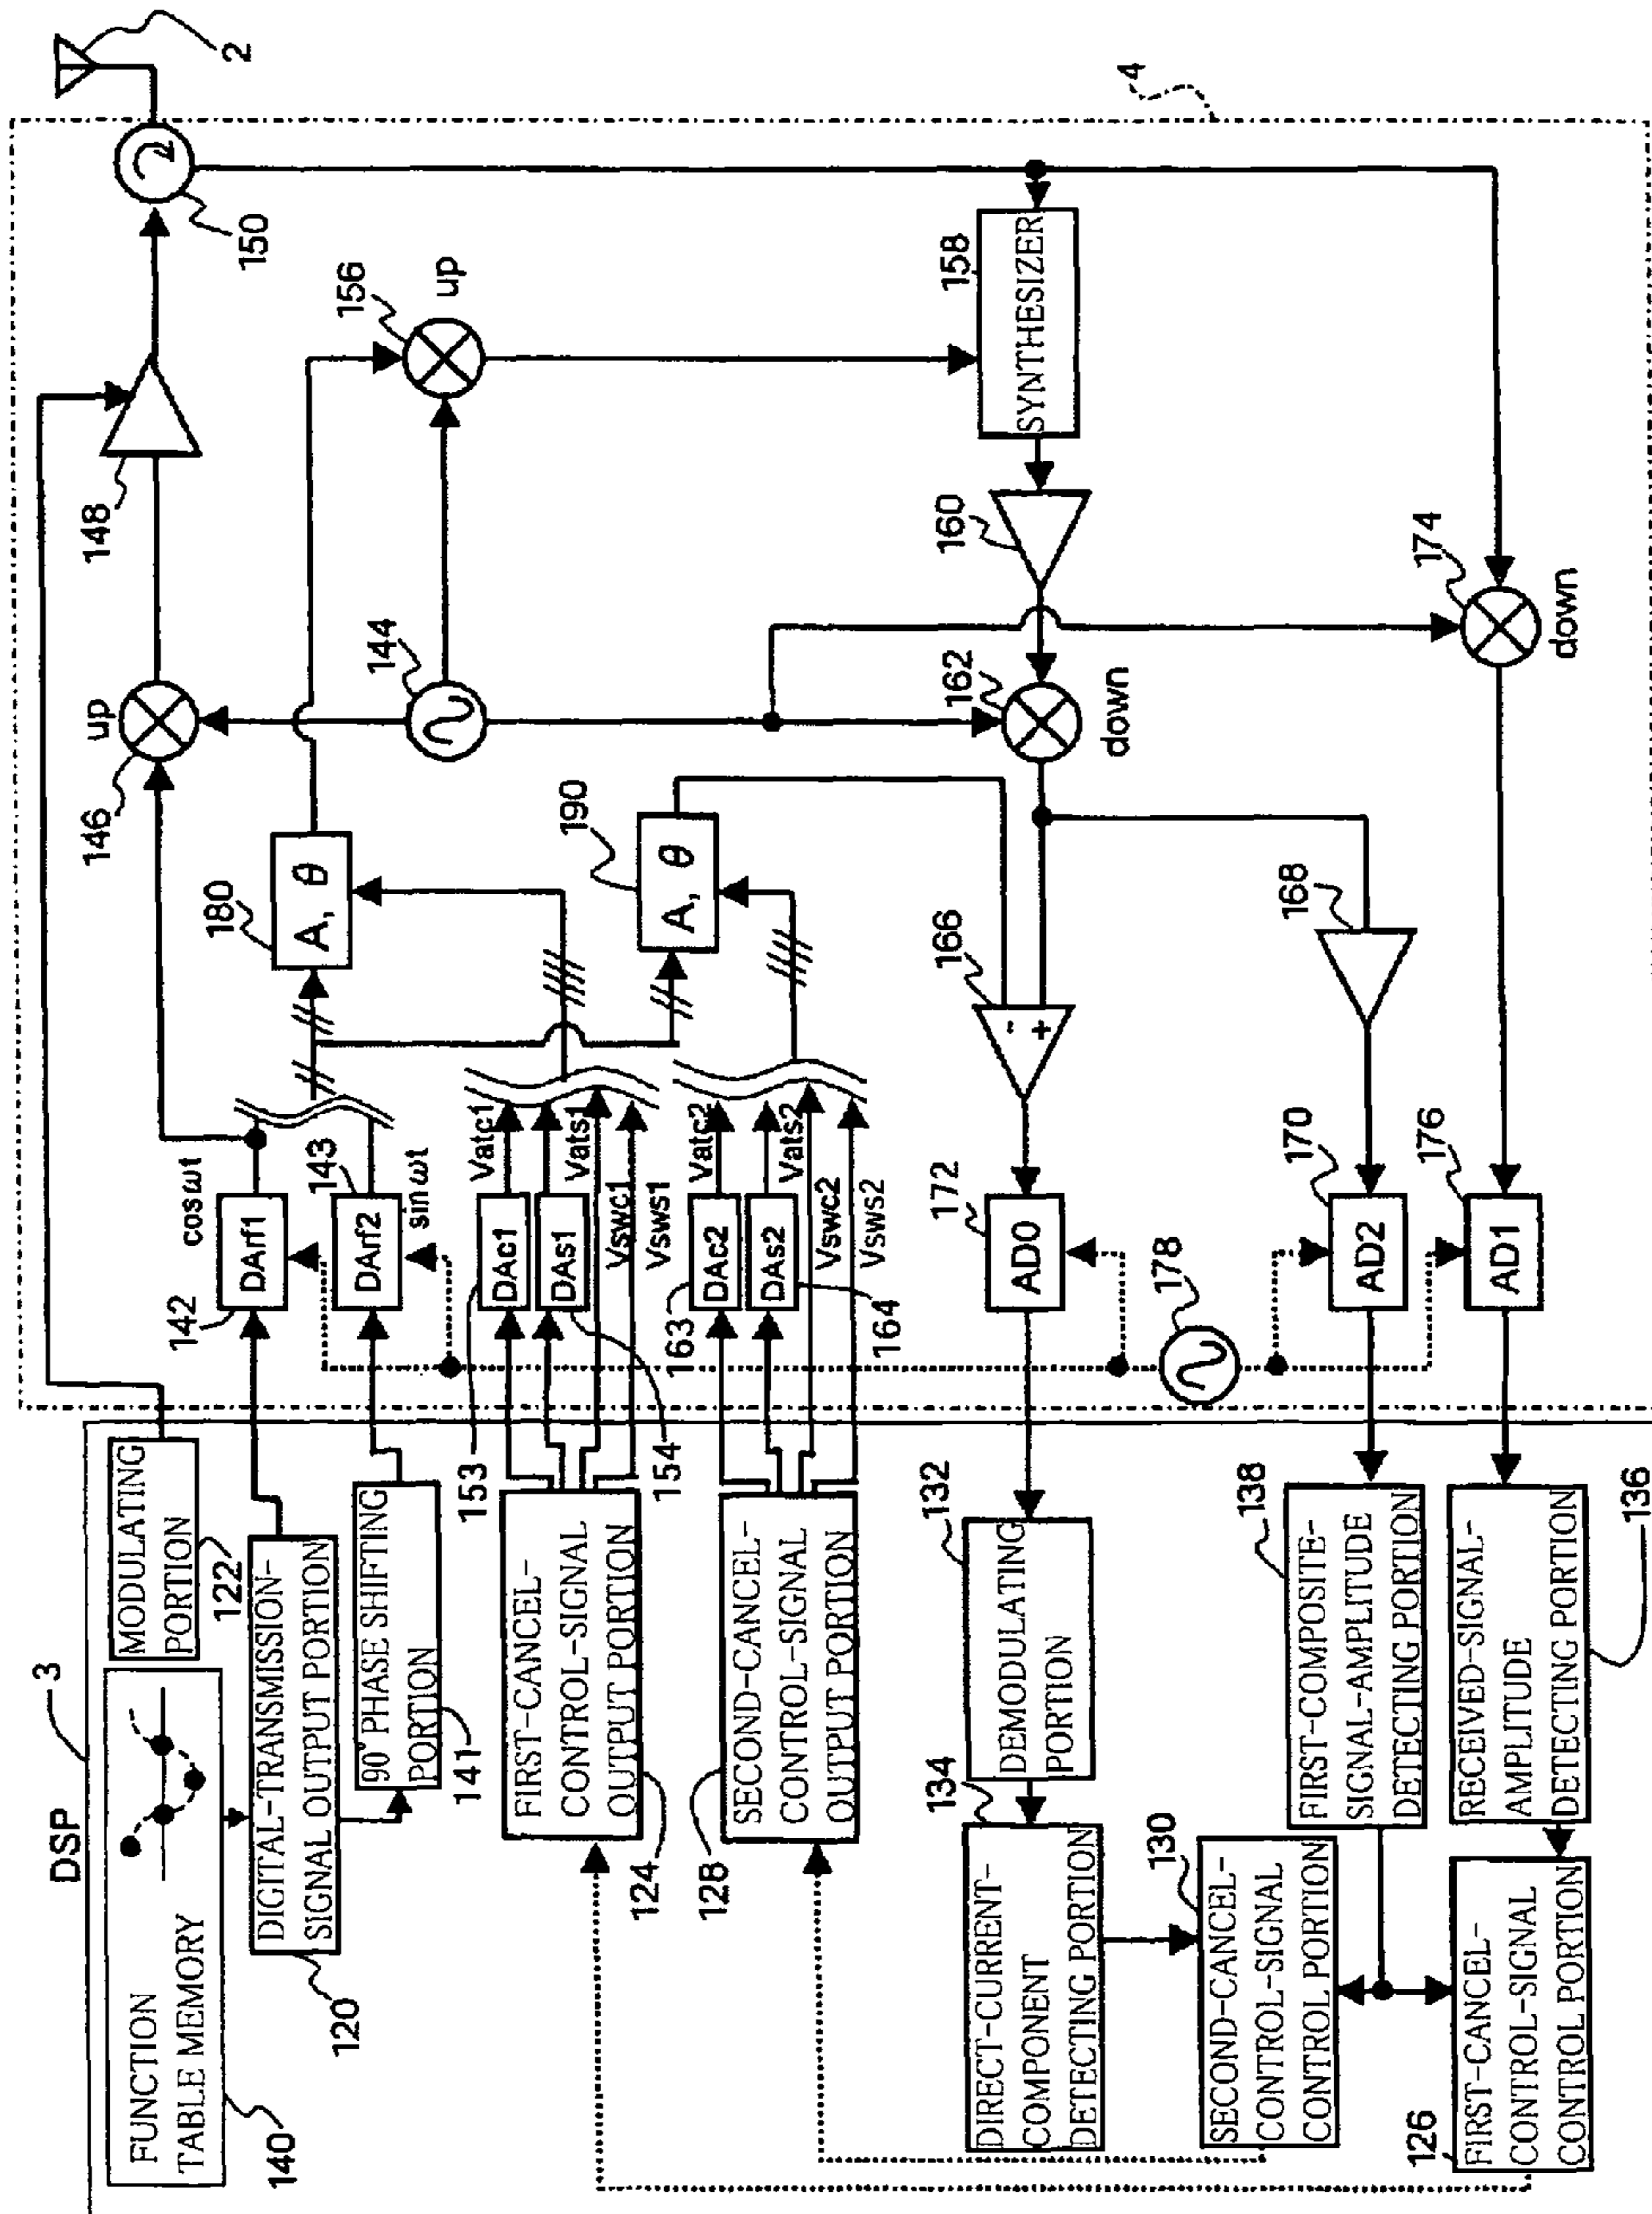 DSP
3
FUNCTION
TABLE MEMORY
140
MODULATING
PORTION
122
DIGITAL-TRANSMISSION-
SIGNAL OUTPUT PORTION
120
90°PHASE SHIFTING
PORTION
141
FIRST-CANCEL-
CONTROL-SIGNAL
OUTPUT PORTION
124
SECOND-CANCEL-
CONTROL-SIGNAL
OUTPUT PORTION
128
DEMODULATING
PORTION
132
DIRECT-CURRENT-
COMPONENT
DETECTING PORTION
134
SECOND-CANCEL-
CONTROL-SIGNAL
CONTROL PORTION
130
FIRST-COMPOSITE-
SIGNAL-AMPLITUDE
DETECTING PORTION
138
RECEIVED-SIGNAL-
AMPLITUDE
DETECTING PORTION
136
FIRST-CANCEL-
CONTROL-SIGNAL
CONTROL PORTION
126
142
DArf1
cosωt
143
DArf2
sinωt
153
DAc1
Vatc1
DAs1
Vats1
154
Vswc1
Vsws1
163
DAc2
Vatc2
DAs2
Vats2
164
Vswc2
Vsws2
172
AD0
178
170
AD2
176
AD1
180
A, θ
190
A, θ
166
-
+
168
146
up
144
148
150
2
4
156
up
158
SYNTHESIZER
160
162
down
174
down